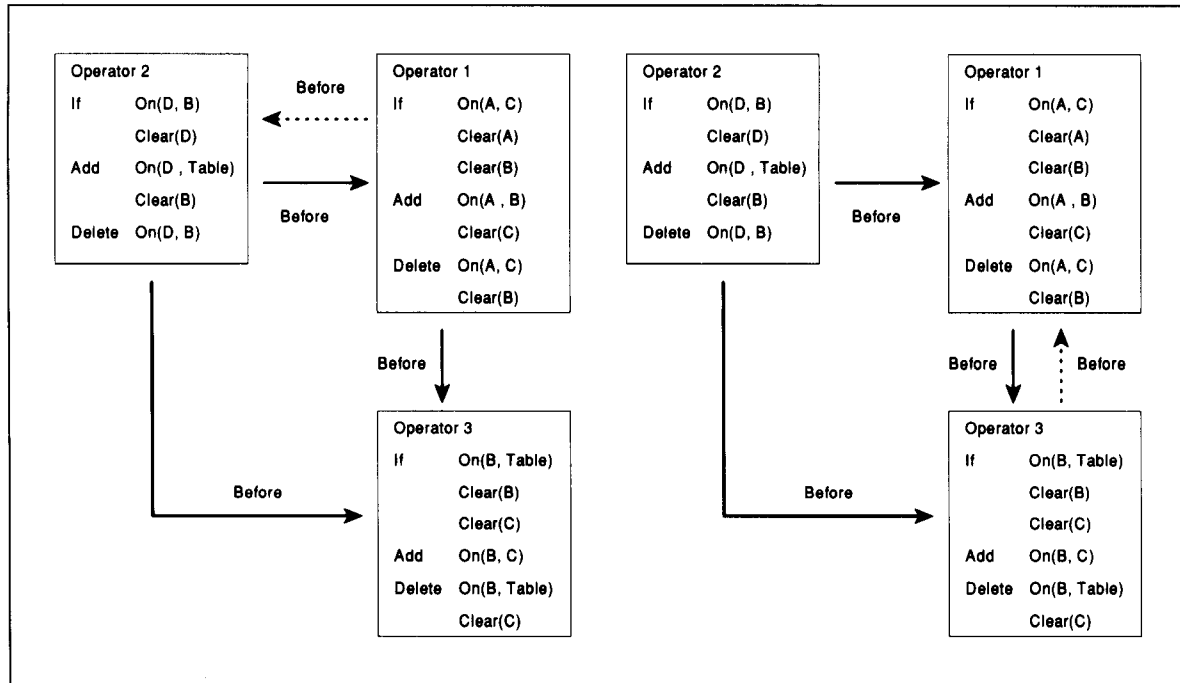 Operator 2
If On(D, B)
Clear(D)
Add On(D , Table)
Clear(B)
Delete On(D, B)
Before
Before
Operator 1
If On(A, C)
Clear(A)
Clear(B)
Add On(A , B)
Clear(C)
Delete On(A, C)
Clear(B)
Before
Before
Operator 3
If On(B, Table)
Clear(B)
Clear(C)
Add On(B, C)
Delete On(B, Table)
Clear(C)
Operator 2
If On(D, B)
Clear(D)
Add On(D , Table)
Clear(B)
Delete On(D, B)
Before
Operator 1
If On(A, C)
Clear(A)
Clear(B)
Add On(A , B)
Clear(C)
Delete On(A, C)
Clear(B)
Before
Before
Before
Operator 3
If On(B, Table)
Clear(B)
Clear(C)
Add On(B, C)
Delete On(B, Table)
Clear(C)